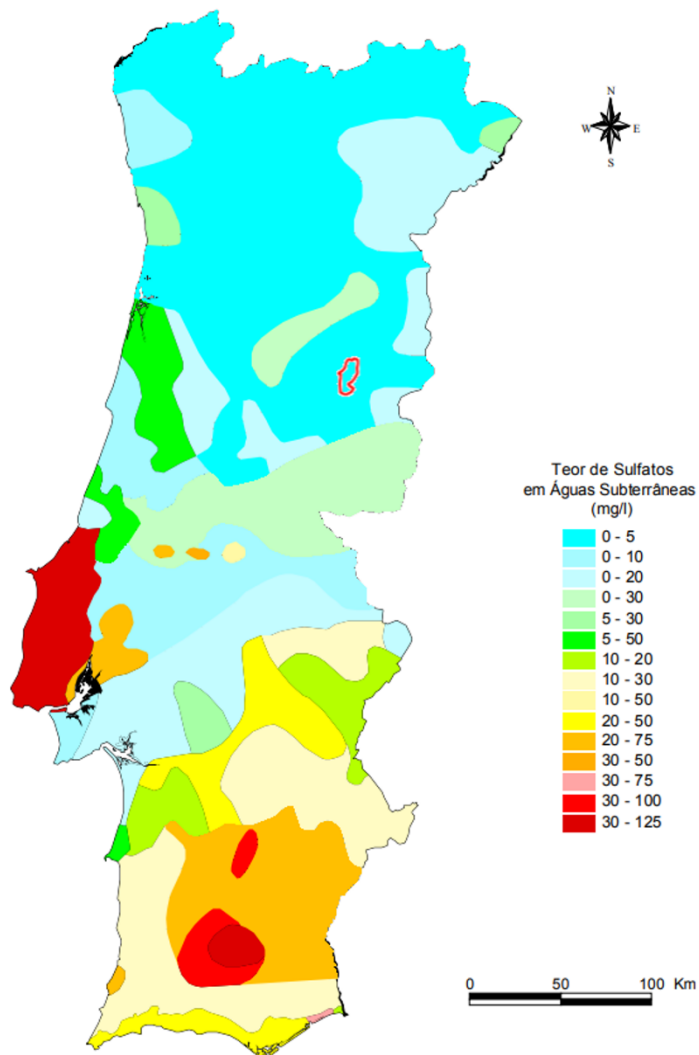 N
W E
S
Teor de Sulfatos
em Águas Subterrâneas
(mg/l)
0 - 5
0 - 10
0 - 20
0 - 30
5 - 30
5 - 50
10 - 20
10 - 30
10 - 50
20 - 50
20 - 75
30 - 50
30 - 75
30 - 100
30 - 125
0 50 100 Km